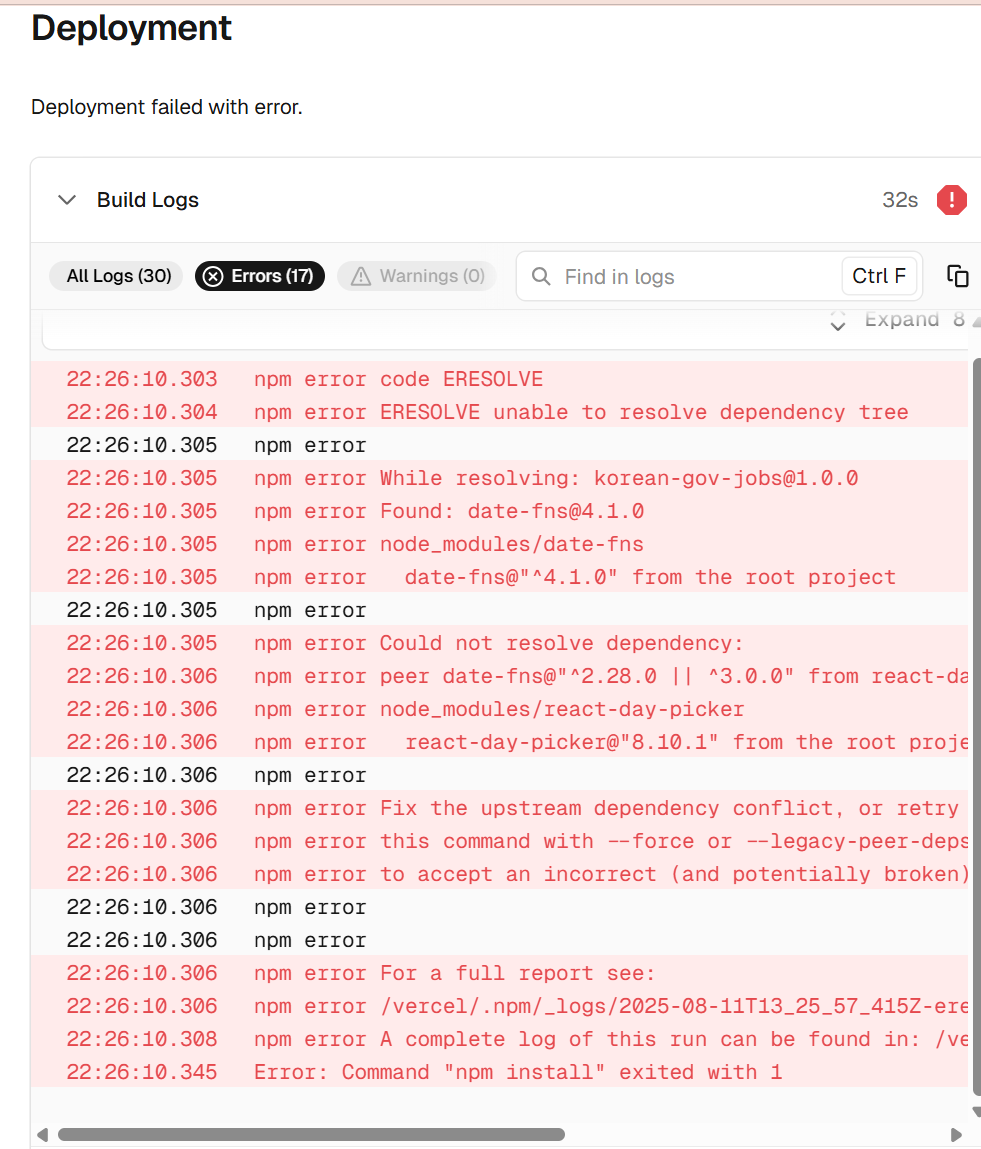 Deployment
Deployment failed with error.
Build Logs 32s
All Logs (30) Errors (17) Warnings (0) Find in logs Ctrl F
Expand 8
22:26:10.303 npm error code ERESOLVE
22:26:10.304 npm error ERESOLVE unable to resolve dependency tree
22:26:10.305 npm error
22:26:10.305 npm error While resolving: korean-gov-jobs@1.0.0
22:26:10.305 npm error Found: date-fns@4.1.0
22:26:10.305 npm error node_modules/date-fns
22:26:10.305 npm error   date-fns@"^4.1.0" from the root project
22:26:10.305 npm error
22:26:10.305 npm error Could not resolve dependency:
22:26:10.306 npm error peer date-fns@"^2.28.0 || ^3.0.0" from react-da
22:26:10.306 npm error node_modules/react-day-picker
22:26:10.306 npm error   react-day-picker@"8.10.1" from the root proje
22:26:10.306 npm error
22:26:10.306 npm error Fix the upstream dependency conflict, or retry
22:26:10.306 npm error this command with --force or --legacy-peer-deps
22:26:10.306 npm error to accept an incorrect (and potentially broken)
22:26:10.306 npm error
22:26:10.306 npm error
22:26:10.306 npm error For a full report see:
22:26:10.306 npm error /vercel/.npm/_logs/2025-08-11T13_25_57_415Z-ere
22:26:10.308 npm error A complete log of this run can be found in: /ve
22:26:10.345 Error: Command "npm install" exited with 1